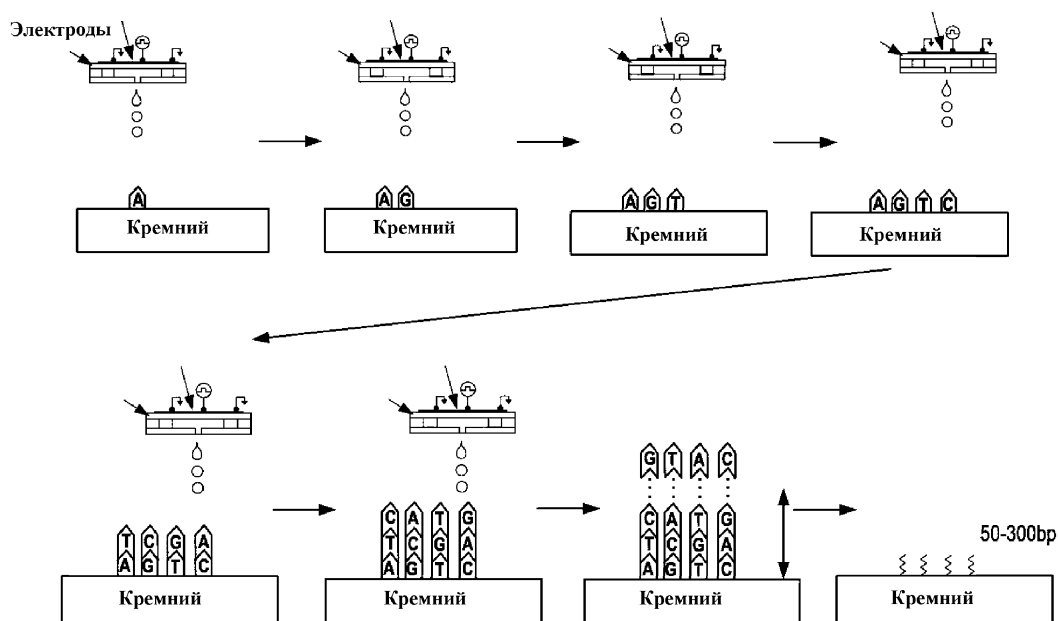 Электроды
A
Кремний
A G
Кремний
A G T
Кремний
A G T C
Кремний
T C G A
A G T C
Кремний
C A T G
T C G A
A G T C
Кремний
G T A C
C A T G
T C G A
A G T C
Кремний
50-300bp
Кремний